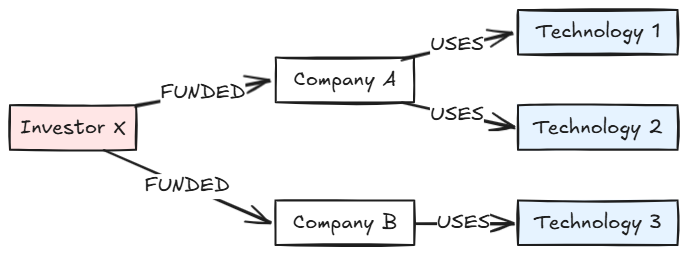 Technology 1
USES
Company A
FUNDED
USES
Technology 2
Investor X
FUNDED
Company B
USES
Technology 3